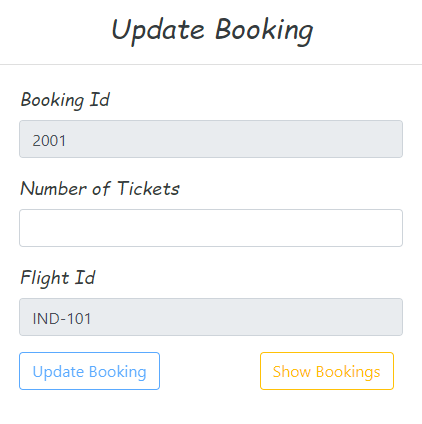 Update Booking
Booking Id
2001
Number of Tickets
Flight Id
IND-101
Update Booking
Show Bookings